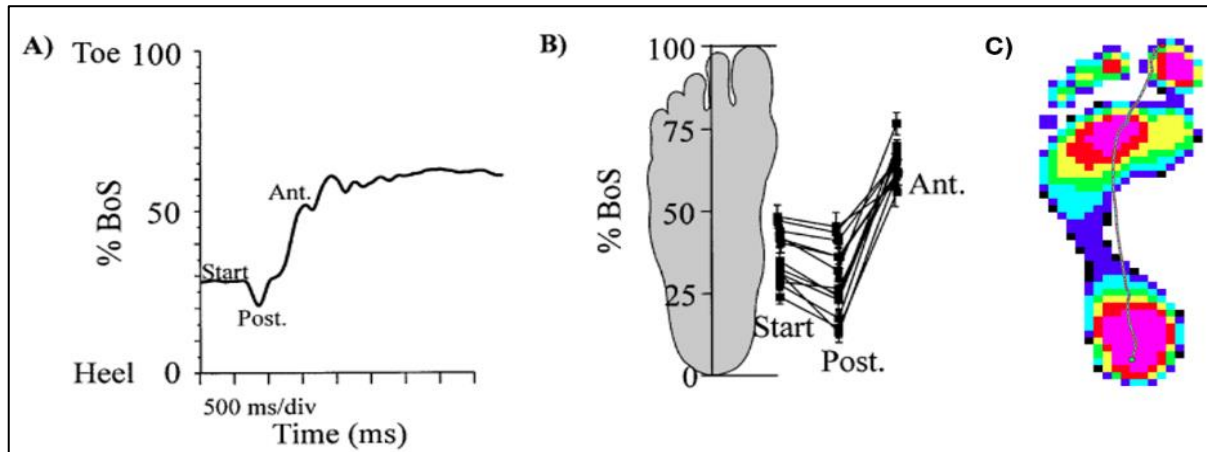 A)
Toe 100
% BoS
50
Start
Ant.
Post.
Heel 0
500 ms/div
Time (ms)
B)
100
75
% BoS
50
25
0
Start
Post.
Ant.
C)